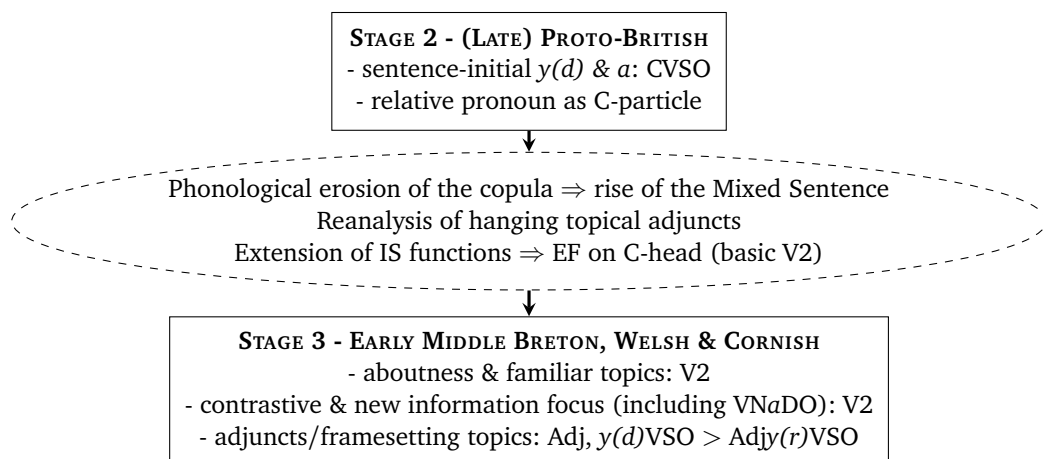 STAGE 2 - (LATE) PROTO-BRITISH
- sentence-initial y(d) & a: CVSO
- relative pronoun as C-particle
Phonological erosion of the copula ⇒ rise of the Mixed Sentence
Reanalysis of hanging topical adjuncts
Extension of IS functions ⇒ EF on C-head (basic V2)
STAGE 3 - EARLY MIDDLE BRETON, WELSH & CORNISH
- aboutness & familiar topics: V2
- contrastive & new information focus (including VNaDO): V2
- adjuncts/framesetting topics: Adj, y(d)VSO > Adjy(r)VSO